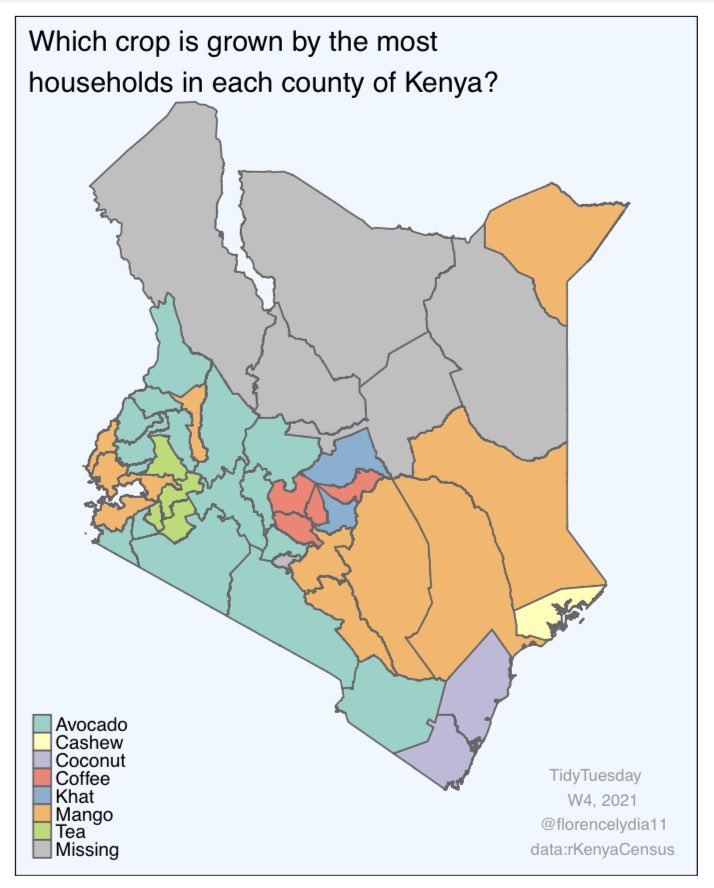 Which crop is grown by the most
households in each county of Kenya?
Avocado
Cashew
Coconut
Coffee
Khat
Mango
Tea
Missing
TidyTuesday
W4, 2021
@florencelydia11
data:rKenyaCensus